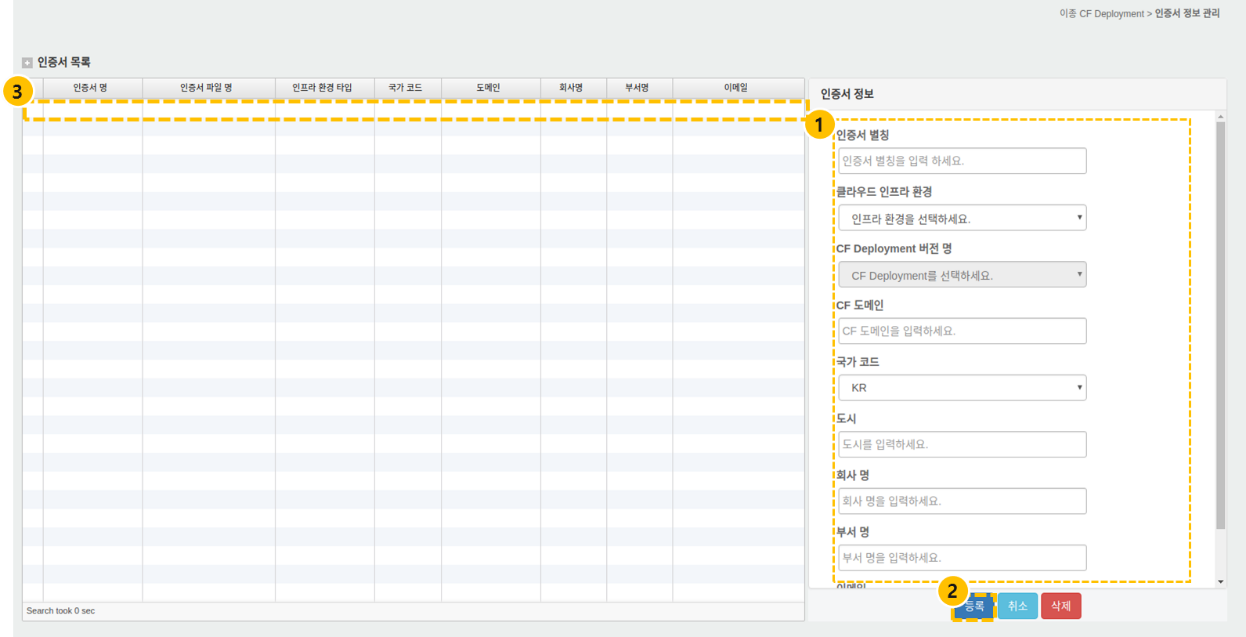 이종 CF Deployment > 인증서 정보 관리
인증서 목록
3
인증서 명 인증서 파일 명 인프라 환경 타입 국가 코드 도메인 회사명 부서명 이메일
인증서 정보
1
인증서 별칭
인증서 별칭을 입력 하세요.
클라우드 인프라 환경
인프라 환경을 선택하세요.
CF Deployment 버전 명
CF Deployment를 선택하세요.
CF 도메인
CF 도메인을 입력하세요.
국가 코드
KR
도시
도시를 입력하세요.
회사 명
회사 명을 입력하세요.
부서 명
부서 명을 입력하세요.
이메일
2
등록 취소 삭제
Search took 0 sec